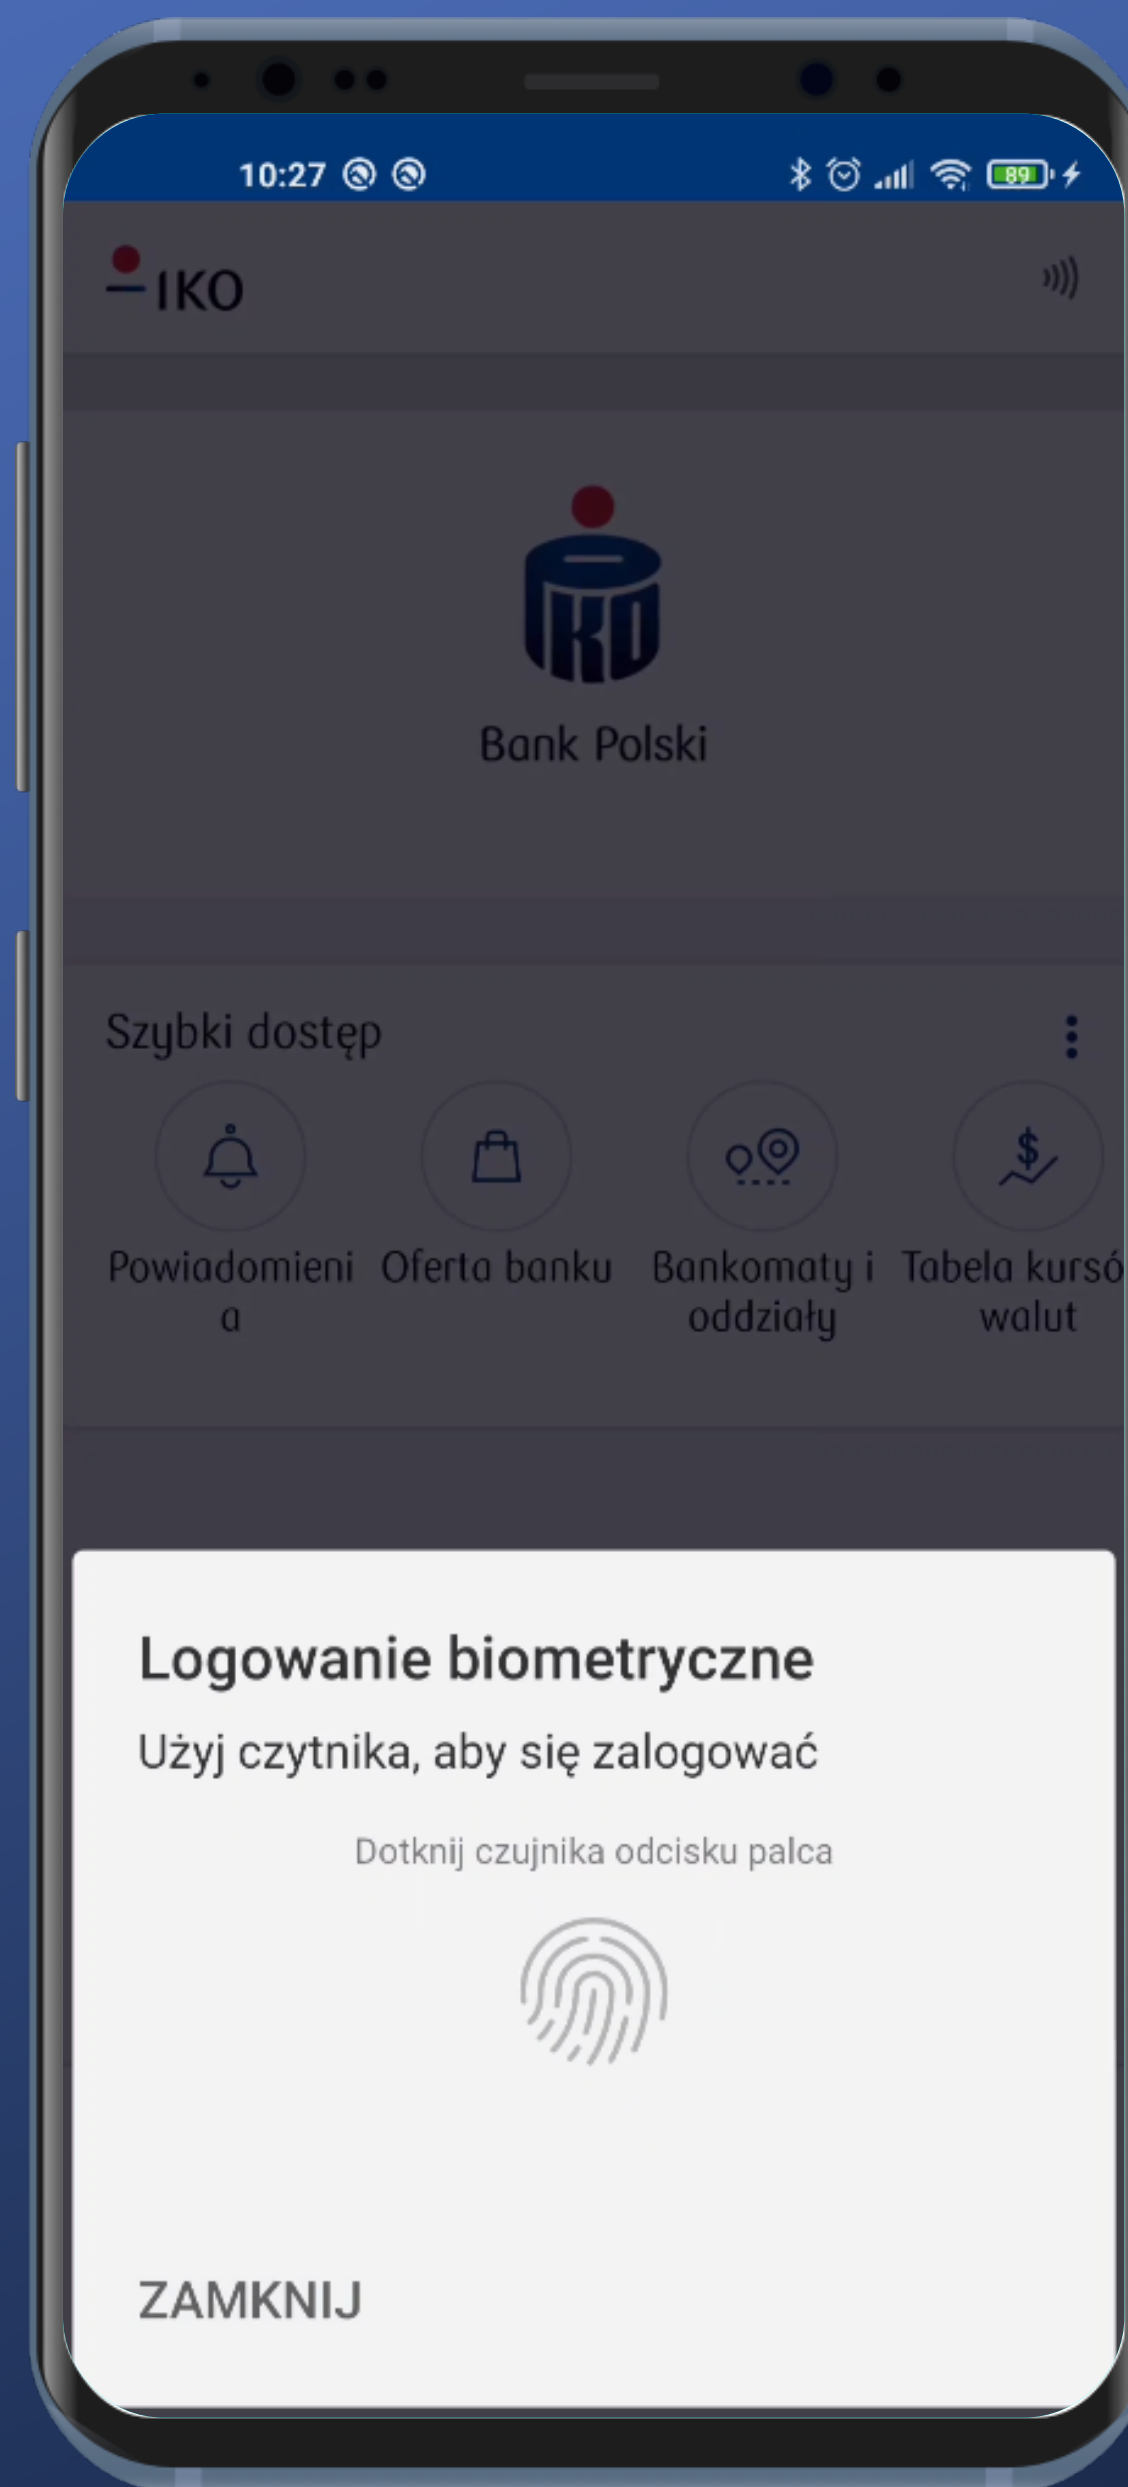 10:27
89
IKO
PKO
Bank Polski
Szybki dostęp
Powiadomieni
a
Oferta banku
Bankomaty i
oddziały
Tabela kursó
walut
Logowanie biometryczne
Użyj czytnika, aby się zalogować
Dotknij czujnika odcisku palca
ZAMKNIJ